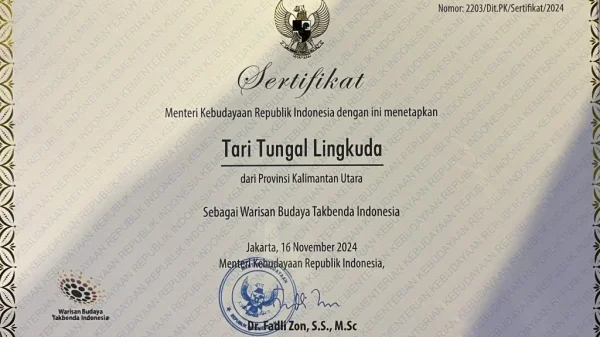 Nomor: 2203/Dit.PK/Sertifikat/2024
Sertifikat
Menteri Kebudayaan Republik Indonesia dengan ini menetapkan
Tari Tungal Lingkuda
dari Provinsi Kalimantan Utara
Sebagai Warisan Budaya Takbenda Indonesia
Jakarta, 16 November 2024
Menteri Kebudayaan Republik Indonesia,
Dr. Fadli Zon, S.S., M.Sc
Warisan Budaya
Takbenda Indonesia